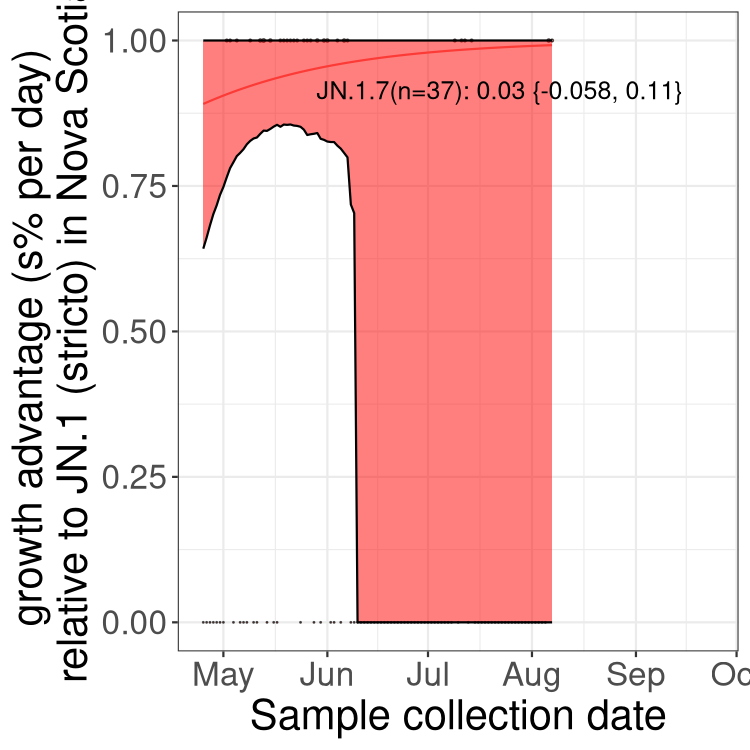 growth advantage (s% per day)
relative to JN.1 (stricto) in Nova Scotia
1.00
JN.1.7(n=37): 0.03 {-0.058, 0.11}
0.75
0.50
0.25
0.00
May Jun Jul Aug Sep Oc
Sample collection date